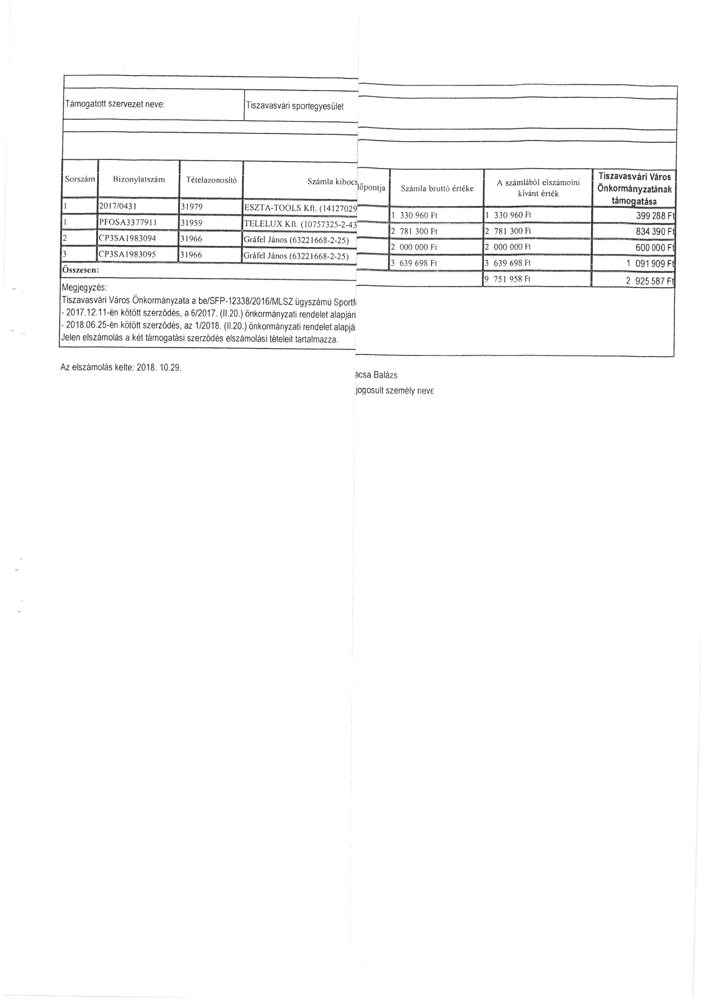 Támogatott szervezet neve: Tiszavasvári sportegyesület
Sorszám Bizonylatszám Tételazonosító Számla kibocs őpontja Számla bruttó értéke A számlából elszámolni kívánt érték Tiszavasvári Város Önkormányzatának támogatása
1 2017/0431 31979 ESZTA-TOOLS Kft. (14127029 1 330 960 Ft 1 330 960 Ft 399 288 Ft
1 PFOSA3377911 31959 TELELUX Kft. (10757325-2-43 2 781 300 Ft 2 781 300 Ft 834 390 Ft
2 CP3SA1983094 31966 Gráfel János (63221668-2-25) 2 000 000 Ft 2 000 000 Ft 600 000 Ft
3 CP3SA1983095 31966 Gráfel János (63221668-2-25) 3 639 698 Ft 3 639 698 Ft 1 091 909 Ft
Összesen: 9 751 958 Ft 2 925 587 Ft
Megjegyzés:
Tiszavasvári Város Önkormányzata a be/SFP-12338/2016/MLSZ ügyszámú Sportf
- 2017.12.11-én kötött szerződés, a 6/2017. (II.20.) önkormányzati rendelet alapján
- 2018.06.25-én kötött szerződés, az 1/2018. (II.20.) önkormányzati rendelet alapjá
Jelen elszámolás a két támogatási szerződés elszámolási tételeit tartalmazza.
Az elszámolás kelte: 2018. 10.29.
ácsa Balázs
jogosult személy neve